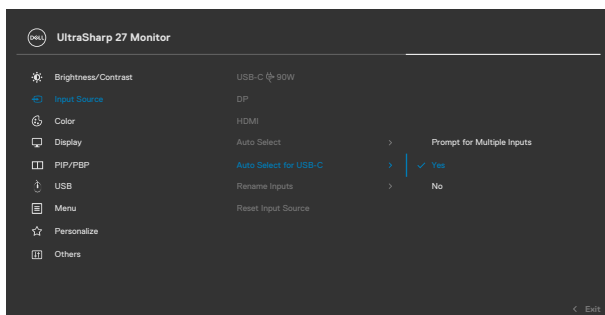 DELL UltraSharp 27 Monitor
Brightness/Contrast
Input Source
Color
Display
PIP/PBP
USB
Menu
Personalize
Others
USB-C 90W
DP
HDMI
Auto Select >
Auto Select for USB-C >
Rename Inputs >
Reset Input Source
Prompt for Multiple Inputs
✓ Yes
No
< Exit